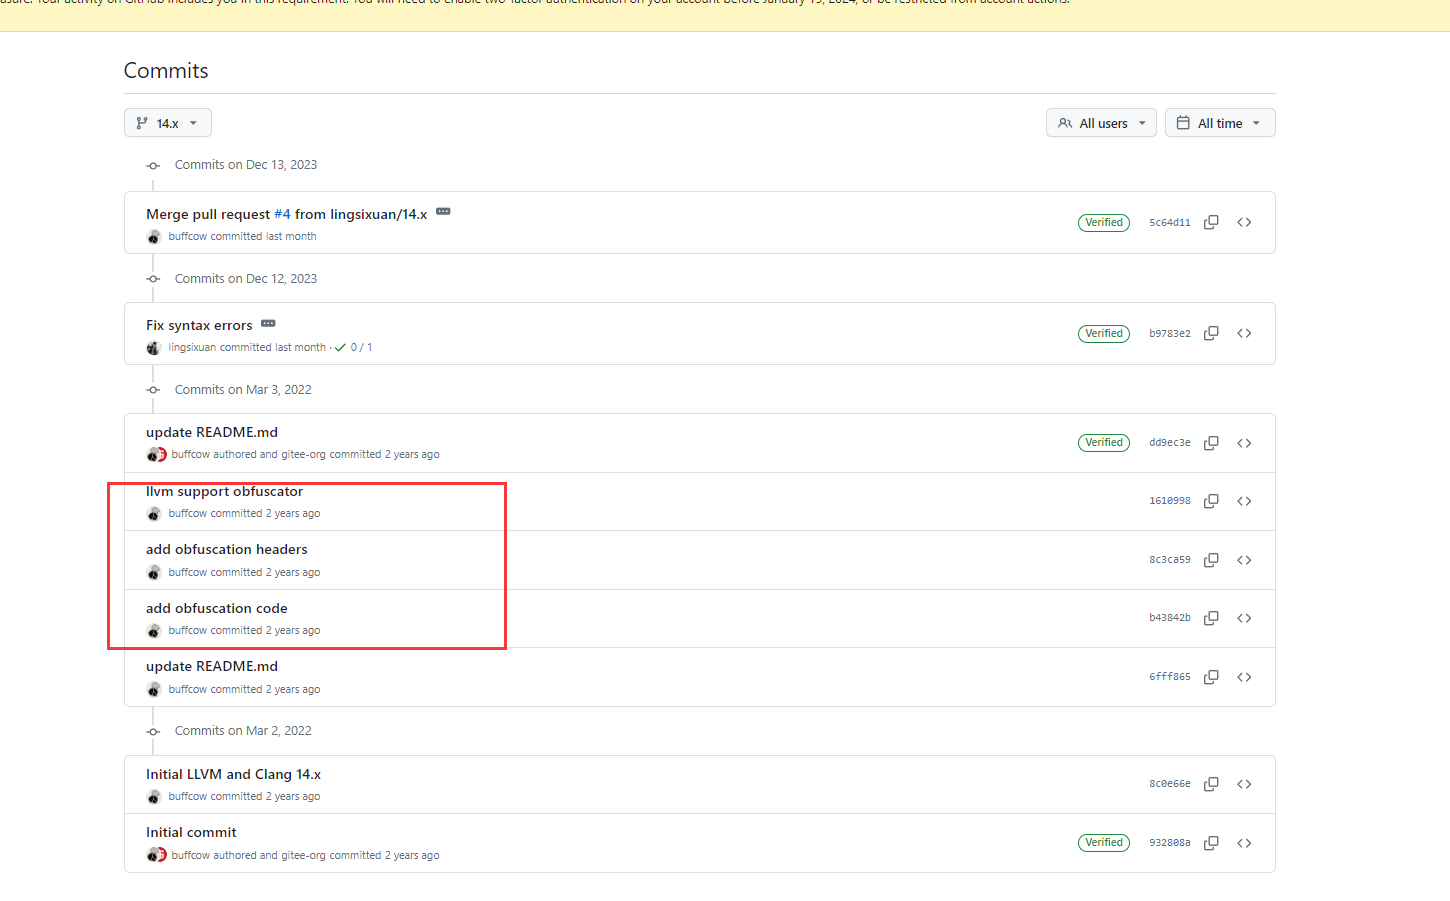 asure. Your activity on GitHub includes you in this requirement. You will need to enable two-factor authentication on your account before January 19, 2024, or be restricted from account actions.
Commits
14.x
All users
All time
Commits on Dec 13, 2023
Merge pull request #4 from lingsixuan/14.x
Verified
5c64d11
buffcow committed last month
Commits on Dec 12, 2023
Fix syntax errors
Verified
b9783e2
lingsixuan committed last month · ✓ 0 / 1
Commits on Mar 3, 2022
update README.md
Verified
dd9ec3e
buffcow authored and gitee-org committed 2 years ago
llvm support obfuscator
1610998
buffcow committed 2 years ago
add obfuscation headers
8c3ca59
buffcow committed 2 years ago
add obfuscation code
b43842b
buffcow committed 2 years ago
update README.md
6fff865
buffcow committed 2 years ago
Commits on Mar 2, 2022
Initial LLVM and Clang 14.x
8c0e66e
buffcow committed 2 years ago
Initial commit
Verified
932808a
buffcow authored and gitee-org committed 2 years ago